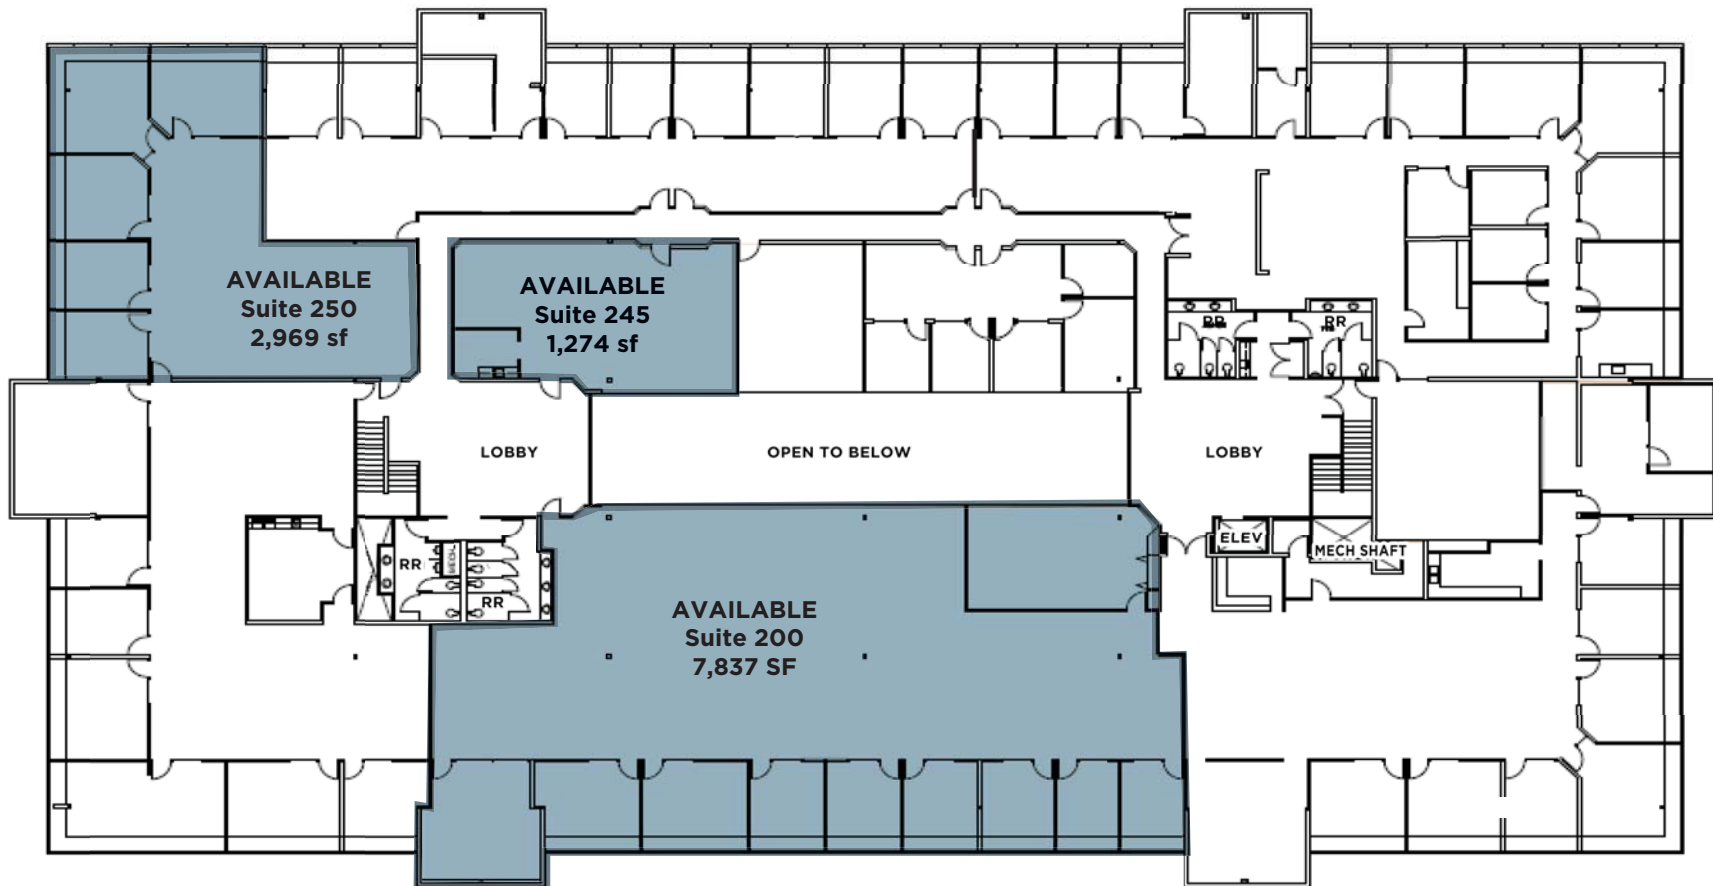 AVAILABLE
Suite 250
2,969 sf
AVAILABLE
Suite 245
1,274 sf
RR
RR
LOBBY
OPEN TO BELOW
LOBBY
ELEV
MECH SHAFT
RR
MECH.
RR
AVAILABLE
Suite 200
7,837 SF